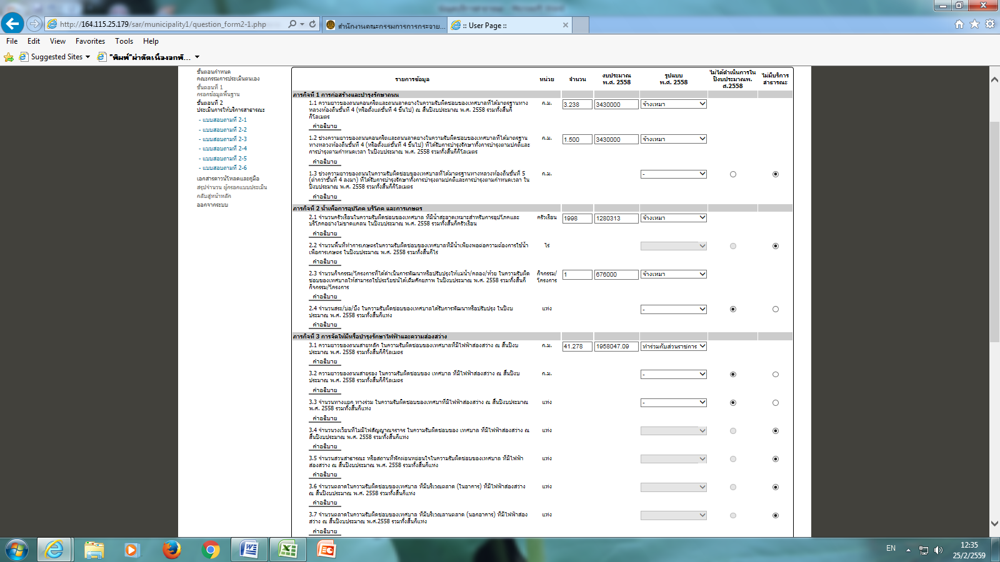 http://164.115.25.179/sar/municipality1/question_form2-1.php
สำนักงานคณะกรรมการการกระจาย...
:: User Page ::
File Edit View Favorites Tools Help
Suggested Sites
"พิมพ์"ผ่าตัดเนื้องอกที่...
ขั้นตอนกำหนด
คณะกรรมการประเมินตนเอง
ขั้นตอนที่ 1
กรอกข้อมูลพื้นฐาน
ขั้นตอนที่ 2
ประเมินการให้บริการสาธารณะ
- แบบสอบถามที่ 2-1
- แบบสอบถามที่ 2-2
- แบบสอบถามที่ 2-3
- แบบสอบถามที่ 2-4
- แบบสอบถามที่ 2-5
- แบบสอบถามที่ 2-6
เอกสารดาวน์โหลดและคู่มือ
สรุปจำนวน ผู้กรอกแบบประเมิน
กลับสู่หน้าหลัก
ออกจากระบบ
รายการข้อมูล หน่วย จำนวน งบประมาณ พ.ศ. 2558 รูปแบบ พ.ศ. 2558 ไม่ได้ดำเนินการในปีงบประมาณพ.ศ.2558 ไม่มีบริการสาธารณะ
ภารกิจที่ 1 การก่อสร้างและบำรุงรักษาถนน
1.1 ความยาวของถนนคอนกรีตและถนนลาดยางในความรับผิดชอบของเทศบาลที่ได้มาตรฐานทาง ก.ม. 3.238 3430000 จ้างเหมา
หลวงท้องถิ่นชั้นที่ 4 (หรือตั้งแต่ชั้นที่ 4 ขึ้นไป) ณ สิ้นปีงบประมาณ พ.ศ. 2558 รวมทั้งสิ้นกี่
กิโลเมตร
คำอธิบาย
1.2 ช่วงความยาวของถนนคอนกรีตและถนนลาดยางในความรับผิดชอบของเทศบาลที่ได้มาตรฐาน ก.ม. 1.500 3430000 จ้างเหมา
ทางหลวงท้องถิ่นชั้นที่ 4 (หรือตั้งแต่ชั้นที่ 4 ขึ้นไป) ที่ได้รับการบำรุงรักษาทั้งการบำรุงตามปกติและ
การบำรุงตามกำหนดเวลา ในปีงบประมาณ พ.ศ. 2558 รวมทั้งสิ้นกี่กิโลเมตร
คำอธิบาย
1.3 ช่วงความยาวของถนนในความรับผิดชอบของเทศบาลที่ได้มาตรฐานทางหลวงท้องถิ่นชั้นที่ 5 ก.ม. -
(ต่ำกว่าชั้นที่ 4 ลงมา) ที่ได้รับการบำรุงรักษาทั้งการบำรุงตามปกติและการบำรุงตามกำหนดเวลา ใน
ปีงบประมาณ พ.ศ. 2558 รวมทั้งสิ้นกี่กิโลเมตร
คำอธิบาย
ภารกิจที่ 2 น้ำเพื่อการอุปโภค บริโภค และการเกษตร
2.1 จำนวนครัวเรือนในความรับผิดชอบของเทศบาล ที่มีน้ำสะอาดเหมาะสำหรับการอุปโภคและ ครัวเรือน 1998 1280313 จ้างเหมา
บริโภคอย่างไม่ขาดแคลน ในปีงบประมาณ พ.ศ. 2558 รวมทั้งสิ้นกี่ครัวเรือน
คำอธิบาย
2.2 จำนวนพื้นที่ทำการเกษตรในความรับผิดชอบของเทศบาลที่มีน้ำเพียงพอต่อความต้องการใช้น้ำ ไร่
เพื่อการเกษตร ในปีงบประมาณ พ.ศ. 2558 รวมทั้งสิ้นกี่ไร่
คำอธิบาย
2.3 จำนวนกิจกรรม/โครงการที่ได้ดำเนินการพัฒนาหรือปรับปรุงให้แม่น้ำ/คลอง/ห้วย ในความรับผิด กิจกรรม/ 1 676000 จ้างเหมา
ชอบของเทศบาลให้สามารถใช้ประโยชน์ได้เต็มศักยภาพ ในปีงบประมาณ พ.ศ. 2558 รวมทั้งสิ้นกี่ โครงการ
กิจกรรม/โครงการ
คำอธิบาย
2.4 จำนวนสระ/บ่อ/บึง ในความรับผิดชอบของเทศบาลได้รับการพัฒนาหรือปรับปรุง ในปีงบ แห่ง -
ประมาณ พ.ศ. 2558 รวมทั้งสิ้นกี่แห่ง
คำอธิบาย
ภารกิจที่ 3 การจัดให้มีหรือบำรุงรักษาไฟฟ้าและความส่องสว่าง
3.1 ความยาวของถนนสายหลัก ในความรับผิดชอบของเทศบาลที่มีไฟฟ้าส่องสว่าง ณ สิ้นปีงบ ก.ม. 41.278 1958047.09 ทำร่วมกับส่วนราชการ
ประมาณ พ.ศ. 2558 รวมทั้งสิ้นกี่กิโลเมตร
คำอธิบาย
3.2 ความยาวของถนนสายรอง ในความรับผิดชอบของ เทศบาล ที่มีไฟฟ้าส่องสว่าง ณ สิ้นปีงบ ก.ม. -
ประมาณ พ.ศ. 2558 รวมทั้งสิ้นกี่กิโลเมตร
คำอธิบาย
3.3 จำนวนทางแยก ทางร่วม ในความรับผิดชอบของเทศบาที่มีไฟฟ้าส่องสว่าง ณ สิ้นปีงบประมาณ แห่ง -
พ.ศ. 2558 รวมทั้งสิ้นกี่แห่ง
คำอธิบาย
3.4 จำนวนวงเวียนที่ไม่มีไฟสัญญาณจราจร ในความรับผิดชอบของ เทศบาล ที่มีไฟฟ้าส่องสว่าง ณ แห่ง
สิ้นปีงบประมาณ พ.ศ. 2558 รวมทั้งสิ้นกี่แห่ง
คำอธิบาย
3.5 จำนวนสวนสาธารณะ หรือสถานที่พักผ่อนหย่อนใจในความรับผิดชอบของเทศบาล ที่มีไฟฟ้า แห่ง
ส่องสว่าง ณ สิ้นปีงบประมาณ พ.ศ. 2558 รวมทั้งสิ้นกี่แห่ง
คำอธิบาย
3.6 จำนวนตลาดในความรับผิดชอบของเทศบาล ที่มีบริเวณตลาด (ในอาคาร) ที่มีไฟฟ้าส่องสว่าง แห่ง
ณ สิ้นปีงบประมาณ พ.ศ. 2558 รวมทั้งสิ้นกี่แห่ง
คำอธิบาย
3.7 จำนวนตลาดในความรับผิดชอบของเทศบาล ที่มีบริเวณลานตลาด (นอกอาคาร) ที่มีไฟฟ้าส่อง แห่ง
สว่าง ณ สิ้นปีงบประมาณ พ.ศ.2558 รวมทั้งสิ้นกี่แห่ง
คำอธิบาย
EN
12:35
25/2/2559